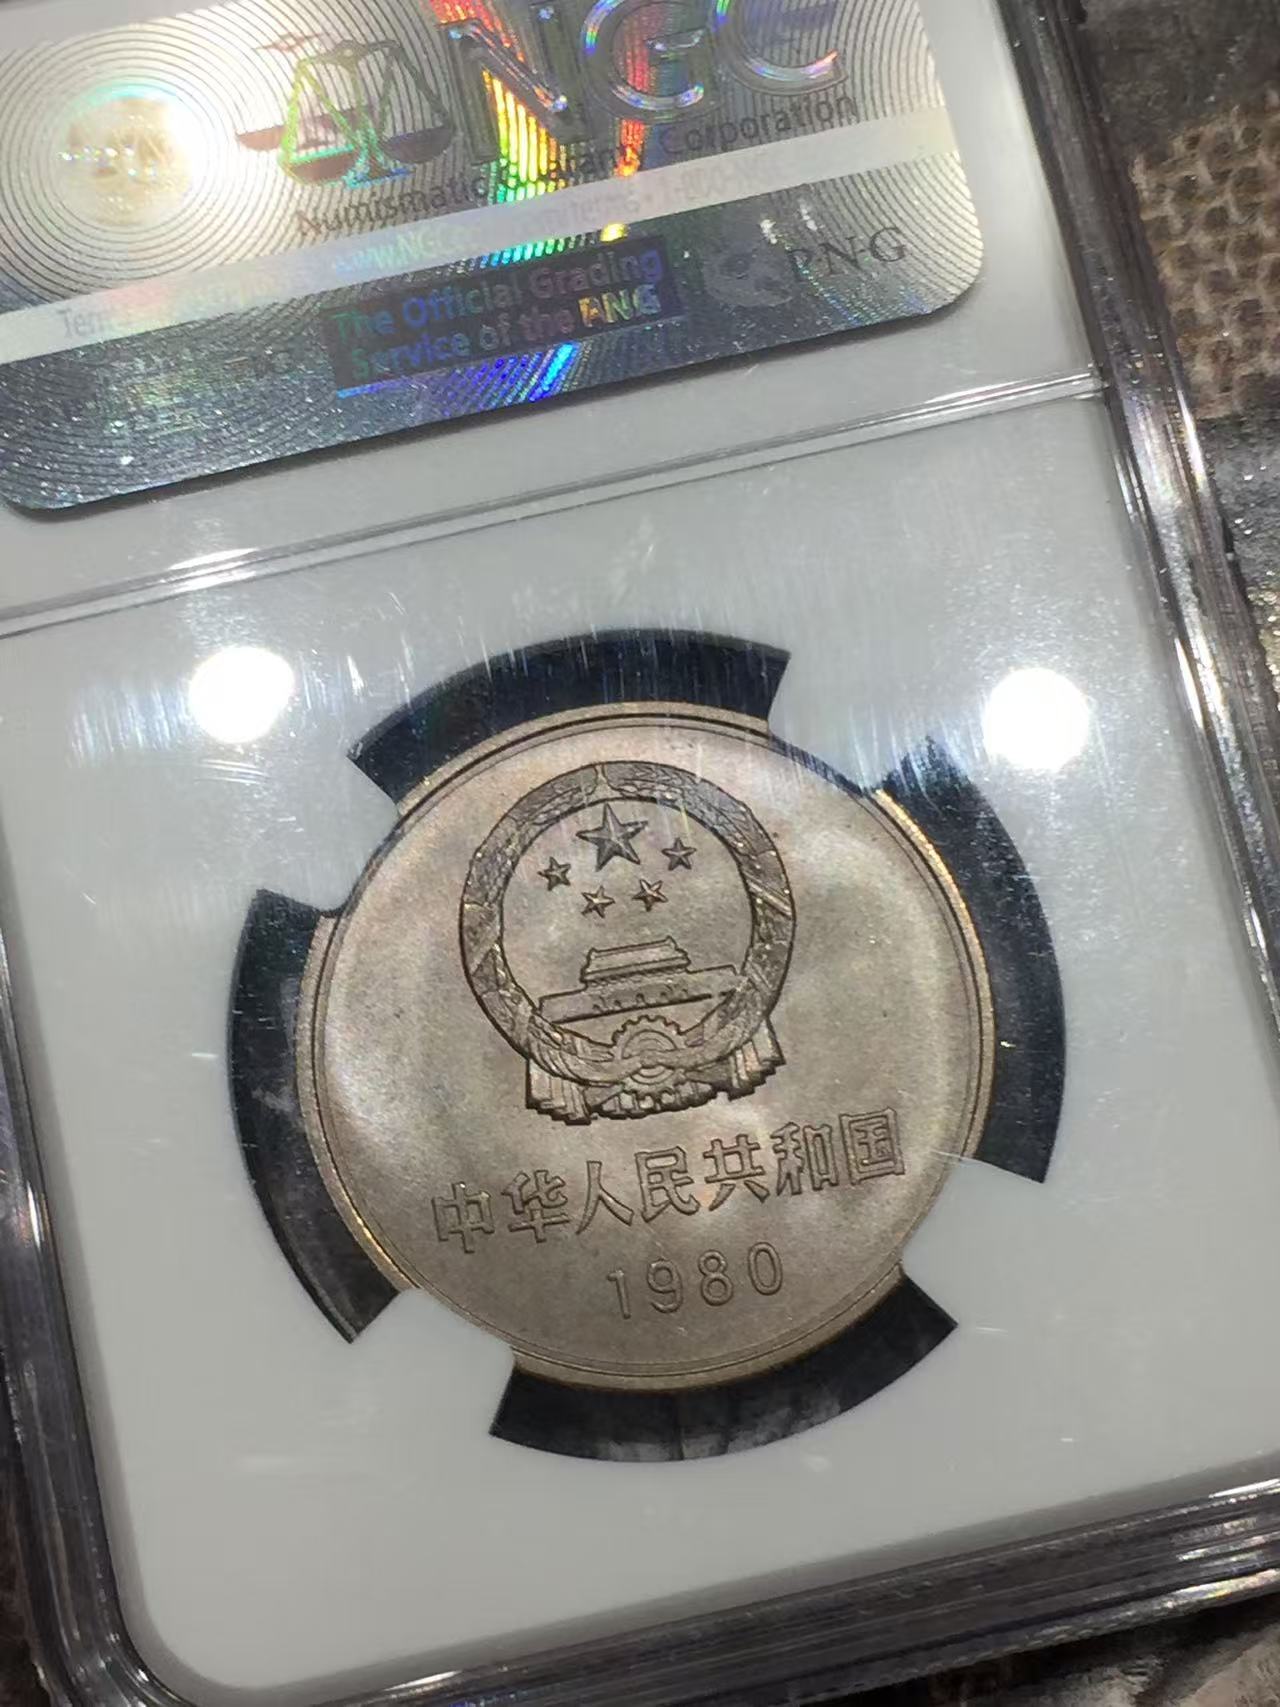 NGC
Numismatic Corporation
The Official Grading
Service of the PNG
PNG
中华人民共和国
1980